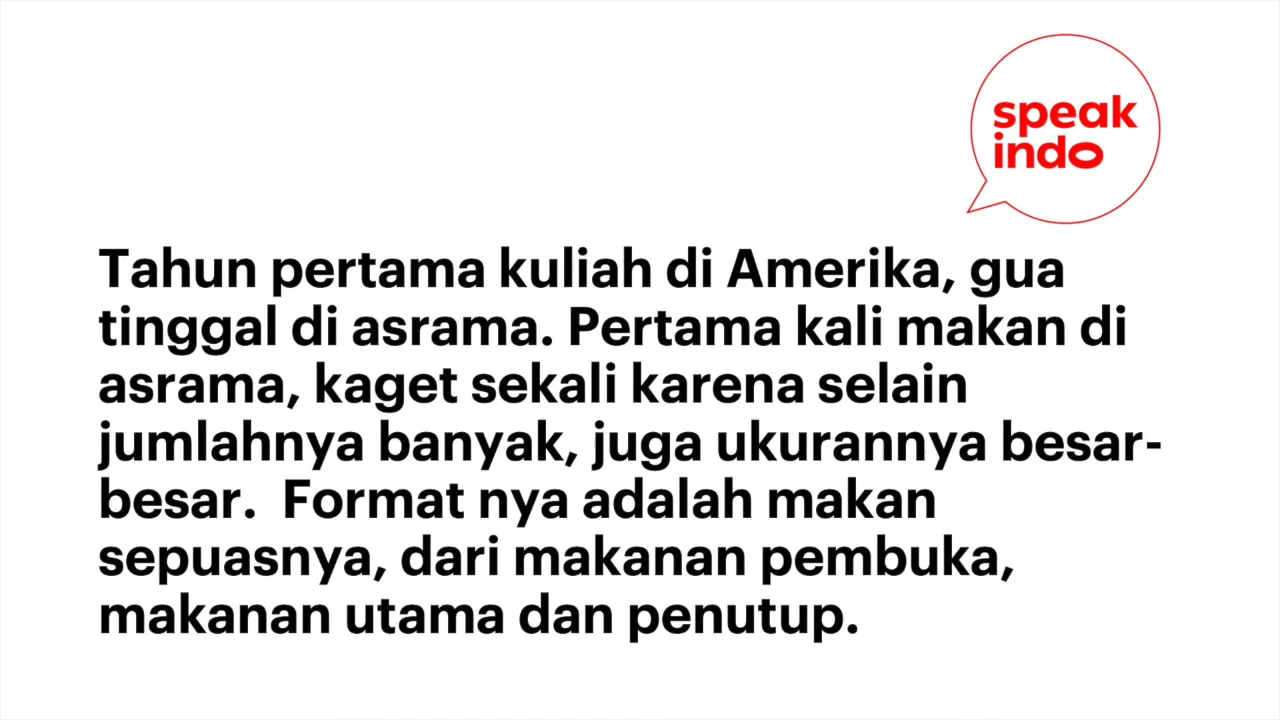 speak
indo
Tahun pertama kuliah di Amerika, gua
tinggal di asrama. Pertama kali makan di
asrama, kaget sekali karena selain
jumlahnya banyak, juga ukurannya besar-
besar.  Format nya adalah makan
sepuasnya, dari makanan pembuka,
makanan utama dan penutup.